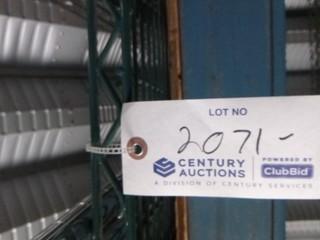 LOT NO
2071-
CENTURY
AUCTIONS
POWERED BY
ClubBid
A DIVISION OF CENTURY SERVICES